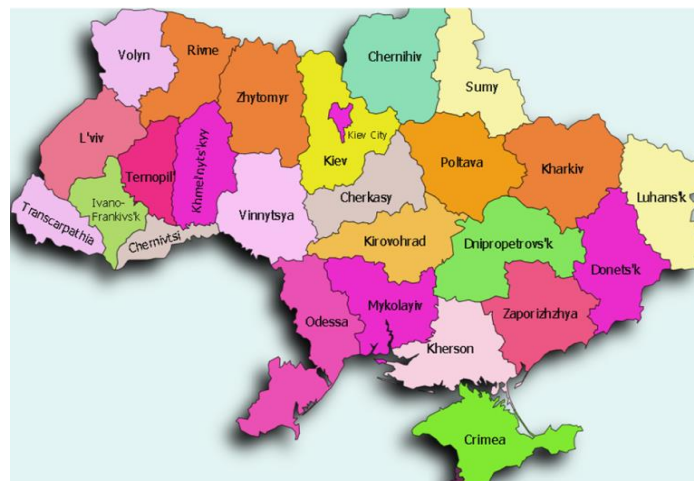 Volyn
Rivne
Chernihiv
Sumy
Zhytomyr
Kiev City
L'viv
Kiev
Poltava
Kharkiv
Ternopil'
Khmel'nyts'kyy
Luhans'k
Cherkasy
Ivano-
Frankivs'k
Transcarpathia
Vinnytsya
Chernivtsi
Kirovohrad
Dnipropetrovs'k
Donets'k
Odessa
Mykolayiv
Zaporizhzhya
Kherson
Crimea